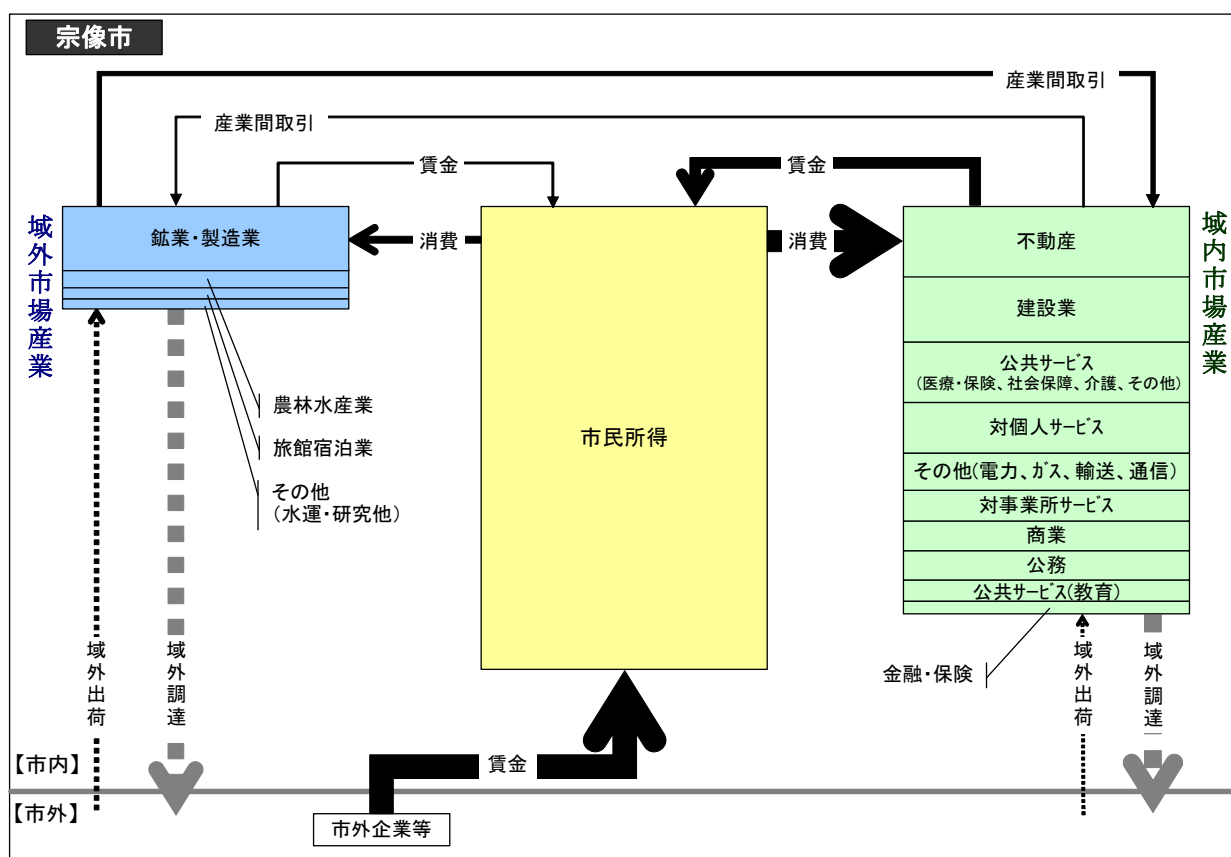 宗像市
産業間取引
産業間取引
賃金
賃金
域外市場産業
鉱業・製造業
消費
消費
不動産
域内市場産業
建設業
公共サービス
(医療・保険、社会保障、介護、その他)
農林水産業
対個人サービス
旅館宿泊業
市民所得
その他(電力、ガス、輸送、通信)
その他
(水運・研究他)
対事業所サービス
商業
公務
公共サービス(教育)
域外出荷
域外調達
金融・保険
域外出荷
域外調達
【市内】
賃金
【市外】
市外企業等